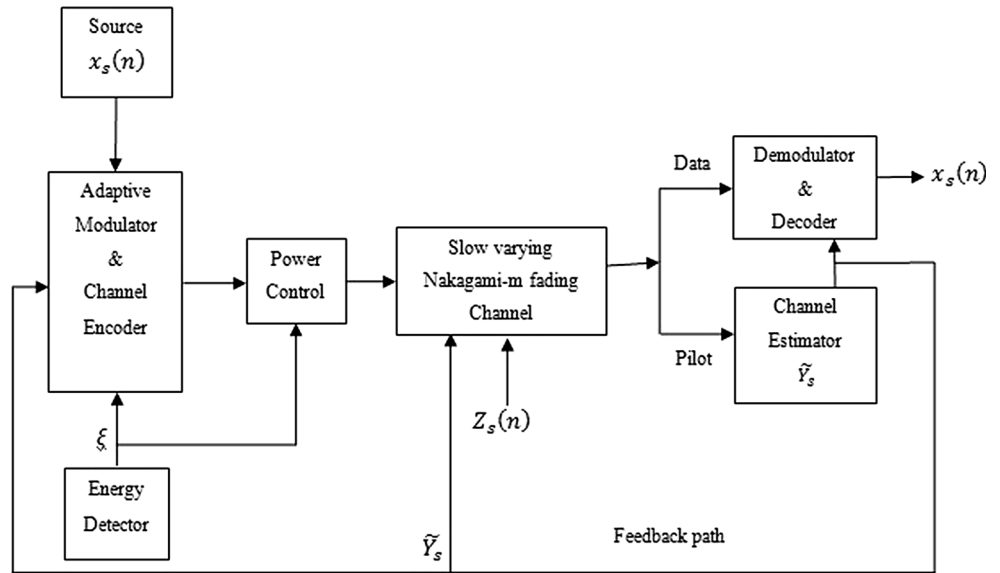 Source
x_s(n)
Adaptive
Modulator
&
Channel
Encoder
Power
Control
Slow varying
Nakagami-m fading
Channel
Data
Pilot
Demodulator
&
Decoder
x_s(n)
Channel
Estimator
Ỹ_s
Z_s(n)
ξ
Energy
Detector
Ỹ_s
Feedback path